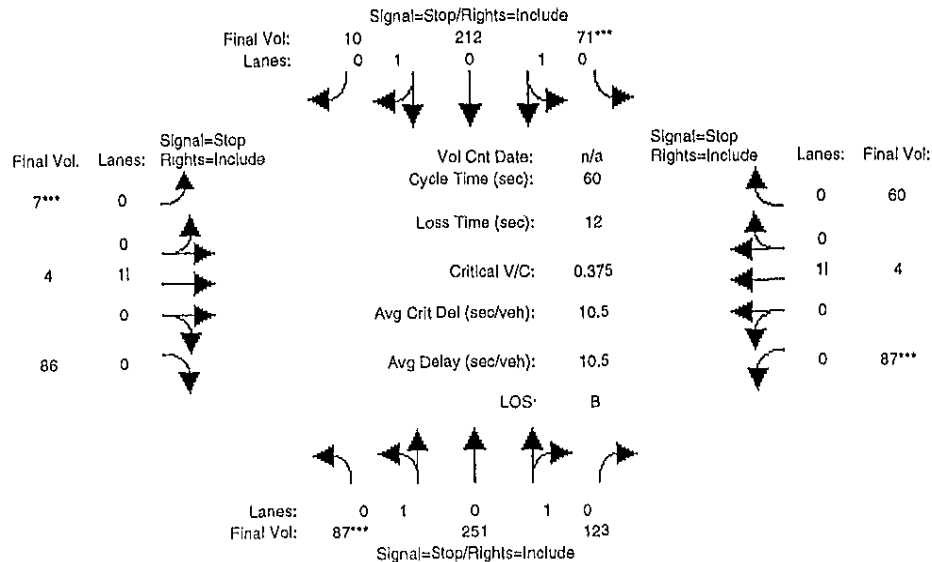 Signal=Stop/Rights=Include
Final Vol: 10 212 71***
Lanes: 0 1 0 1 0
Signal=Stop
Rights=Include
Final Vol. Lanes:
7*** 0
0
4 1!
0
86 0
Vol Cnt Date: n/a
Cycle Time (sec): 60
Loss Time (sec): 12
Critical V/C: 0.375
Avg Crit Del (sec/veh): 10.5
Avg Delay (sec/veh): 10.5
LOS: B
Signal=Stop
Rights=Include
Lanes: Final Vol:
0 60
0
1! 4
0
0 87***
Lanes: 0 1 0 1 0
Final Vol: 87*** 251 123
Signal=Stop/Rights=Include